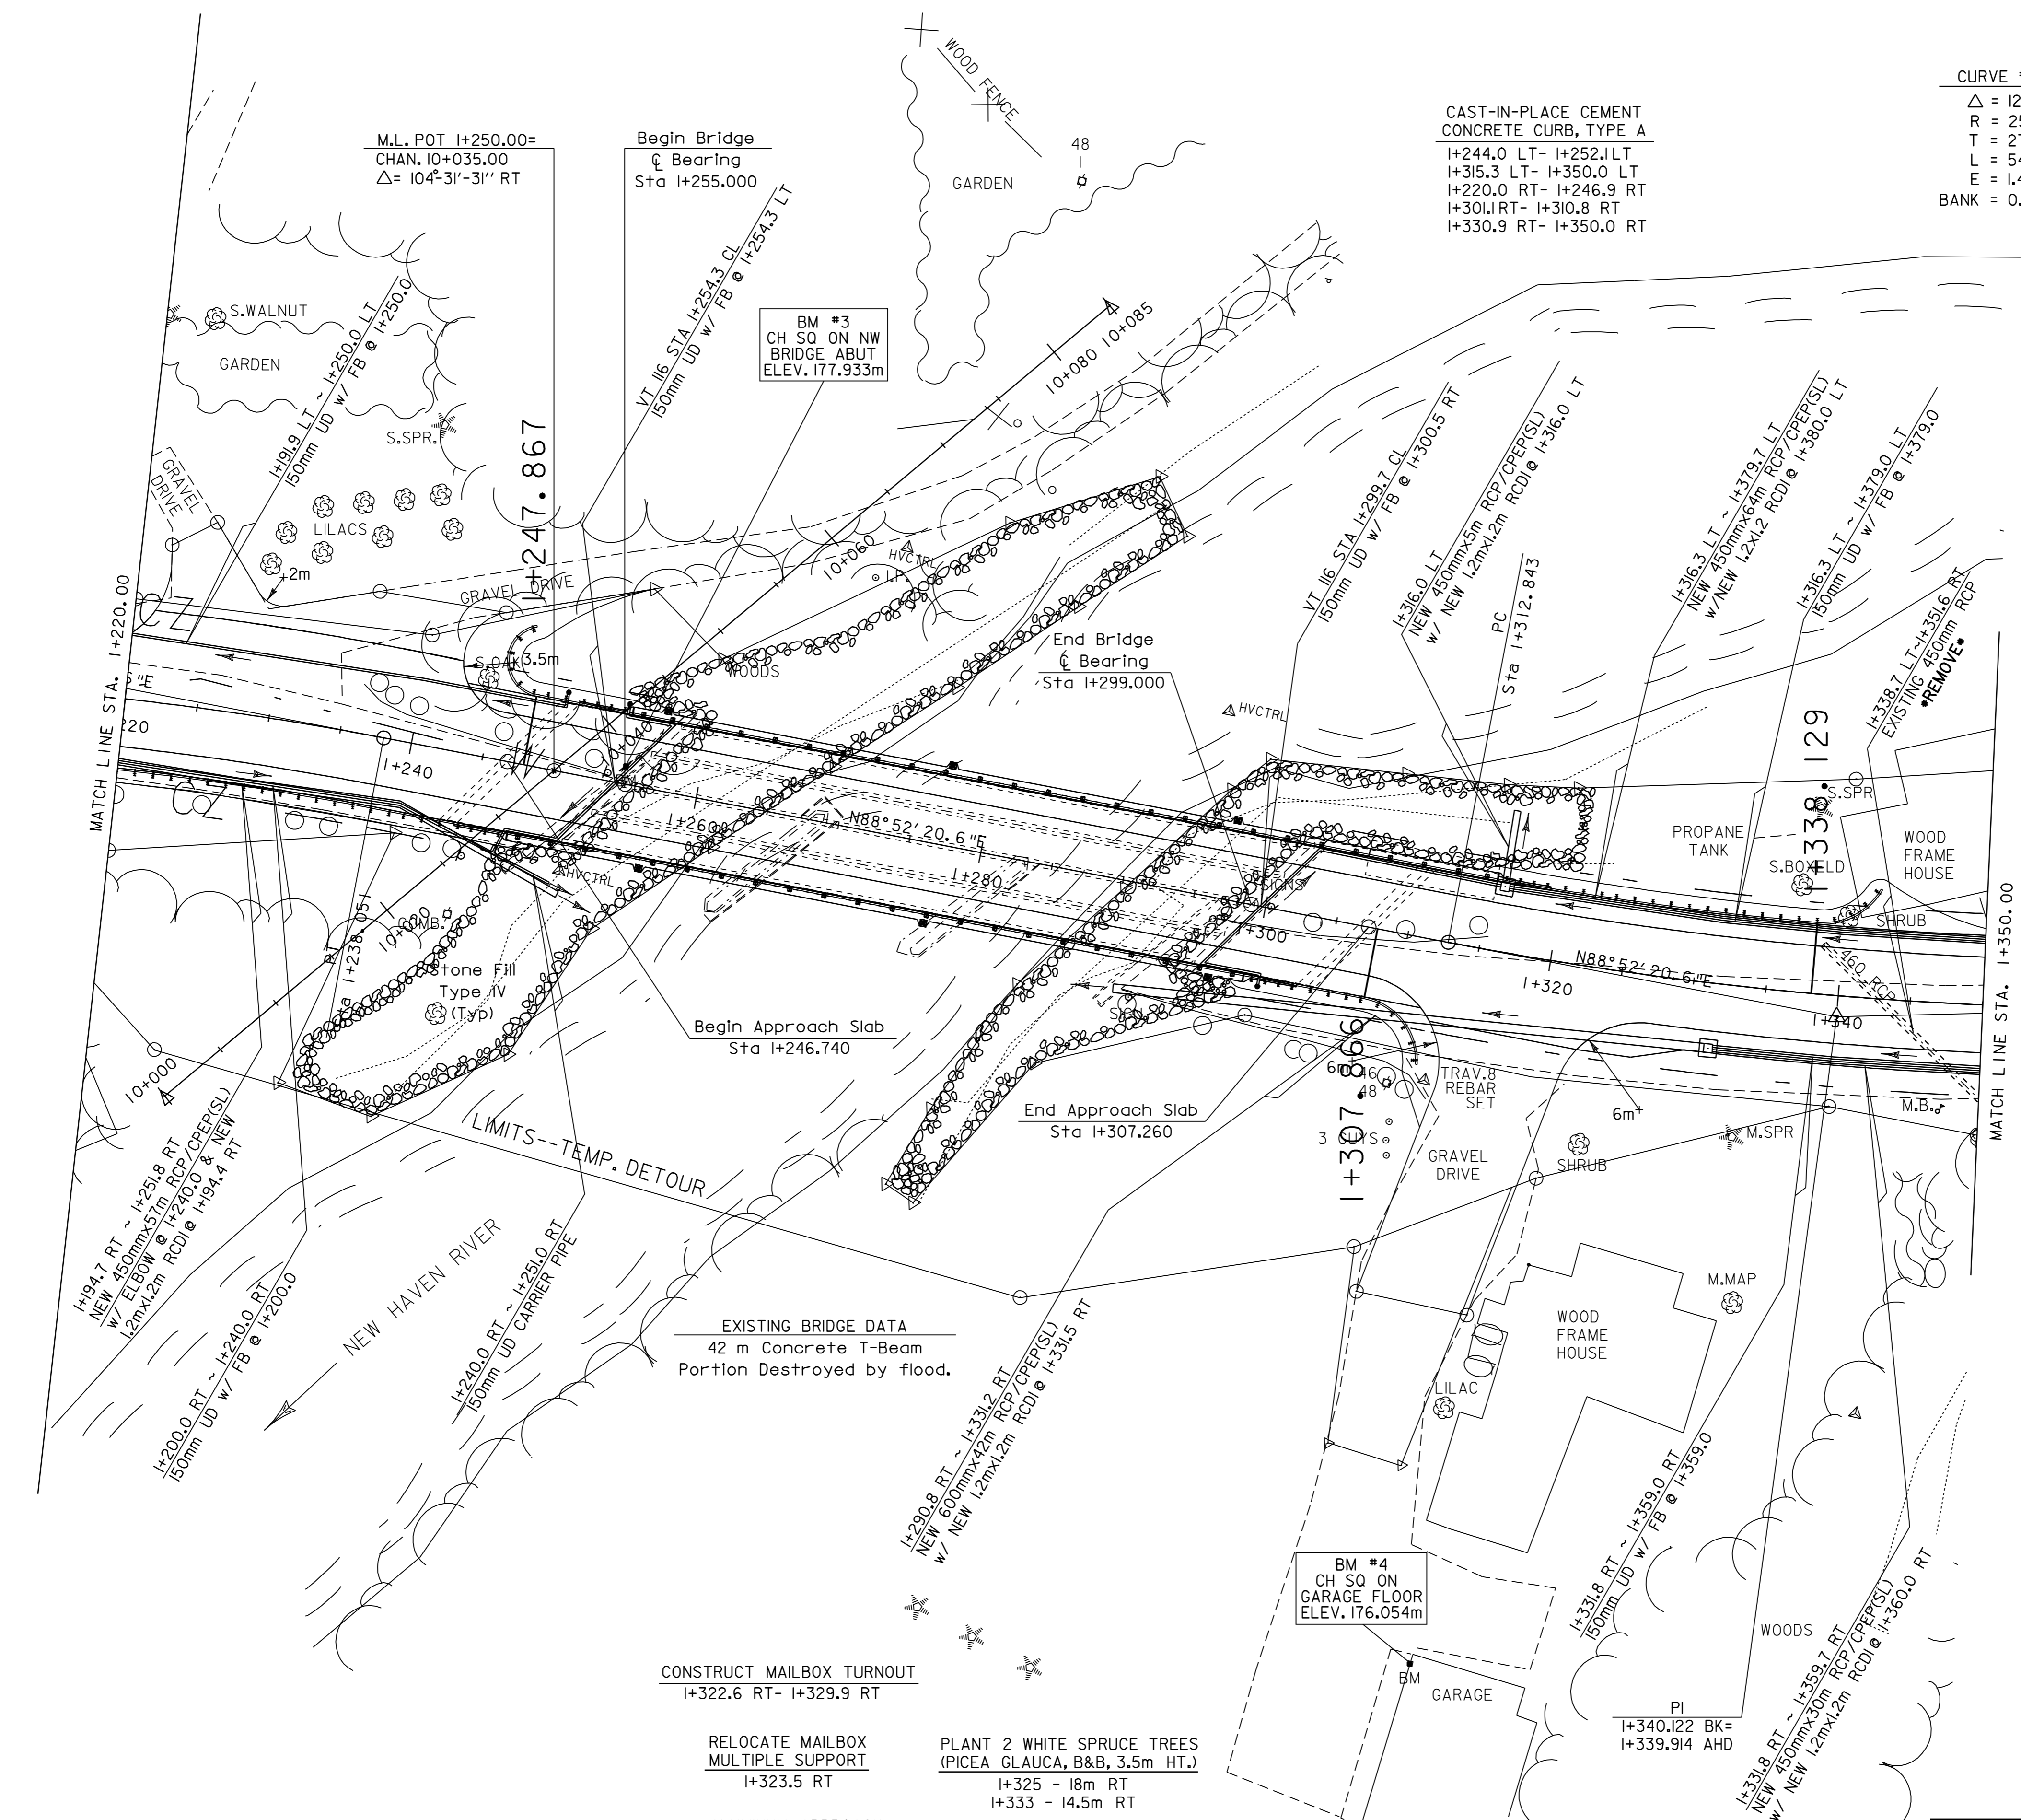 WOOD FENCE
48
GARDEN
CAST-IN-PLACE CEMENT
CONCRETE CURB, TYPE A
1+244.0 LT- 1+252.1 LT
1+315.3 LT- 1+350.0 LT
1+220.0 RT- 1+246.9 RT
1+301.1 RT- 1+310.8 RT
1+330.9 RT- 1+350.0 RT
CURVE
△ = 12
R = 25
T = 27
L = 54
E = 1.4
BANK = 0.
M.L. POT 1+250.00=
CHAN. 10+035.00
△= 104°-31'-31'' RT
Begin Bridge
℄ Bearing
Sta 1+255.000
VT 116 STA 1+254.3 CL
150mm UD w/ FB @ 1+254.3 LT
BM #3
CH SQ ON NW
BRIDGE ABUT
ELEV. 177.933m
10+080 10+085
S.WALNUT
GARDEN
S.SPR.
1+191.9 LT ~ 1+250.0 LT
150mm UD w/ FB @ 1+250.0
GRAVEL
DRIVE
LILACS
+2m
1+247.867
GRAVEL DRIVE
10+060
HVCTRL
I.P.
S.OAK
3.5m
WOODS
End Bridge
℄ Bearing
Sta 1+299.000
HVCTRL
VT 116 STA 1+299.7 CL
150mm UD w/ FB @ 1+300.5 RT
1+316.0 LT
NEW 450mmx5m RCP/CPEP(SL)
w/ NEW 1.2mx1.2m RCDI @ 1+316.0 LT
PC
Sta 1+312.843
1+316.3 LT ~ 1+379.7 LT
NEW 450mmx64m RCP/CPEP(SL)
w/NEW 1.2x1.2 RCDI @ 1+380.0 LT
1+316.3 LT ~ 1+379.0 LT
150mm UD w/ FB @ 1+379.0
1+338.7 LT~1+351.6 RT
EXISTING 450mm RCP
*REMOVE*
1+338.129
MATCH LINE STA. 1+220.00
"E
220
CZ
CZ
1+240
10+040
1+260
N88°52'20.6"E
1+280
SIGNS
1+300
PROPANE
TANK
S.SPR
S.BOXELD
WOOD
FRAME
HOUSE
SHRUB
460 RCP
N88°52'20.6"E
1+320
1+340
MATCH LINE STA. 1+350.00
HVCTRL
10+020
COMB.
PT
Sta 1+238.051
Stone Fill
Type IV
(Typ)
10+000
Begin Approach Slab
Sta 1+246.740
SIGN
End Approach Slab
Sta 1+307.260
1+307.866
6m
46
48
TRAV.8
REBAR
SET
3 GUYS
GRAVEL
DRIVE
6m+
SHRUB
M.SPR
M.B.
LIMITS--TEMP. DETOUR
1+194.7 RT ~ 1+251.8 RT
NEW 450mmx57m RCP/CPEP(SL)
w/ ELBOW @ 1+240.0 & NEW
1.2mx1.2m RCDI @ 1+194.4 RT
1+200.0 RT ~ 1+240.0 RT
150mm UD w/ FB @ 1+200.0
NEW HAVEN RIVER
1+240.0 RT ~ 1+251.0 RT
150mm UD CARRIER PIPE
EXISTING BRIDGE DATA
42 m Concrete T-Beam
Portion Destroyed by flood.
1+290.8 RT ~ 1+331.2 RT
NEW 600mmx42m RCP/CPEP(SL)
w/ NEW 1.2mx1.2m RCDI @ 1+331.5 RT
WOOD
FRAME
HOUSE
M.MAP
LILAC
1+331.8 RT ~ 1+359.0 RT
150mm UD w/ FB @ 1+359.0
BM #4
CH SQ ON
GARAGE FLOOR
ELEV. 176.054m
BM
GARAGE
WOODS
PI
1+340.122 BK=
1+339.914 AHD
1+331.8 RT ~ 1+359.7 RT
NEW 450mmx30m RCP/CPEP(SL)
w/ NEW 1.2mx1.2m RCDI @ 1+360.0 RT
CONSTRUCT MAILBOX TURNOUT
1+322.6 RT- 1+329.9 RT
RELOCATE MAILBOX
MULTIPLE SUPPORT
1+323.5 RT
PLANT 2 WHITE SPRUCE TREES
(PICEA GLAUCA, B&B, 3.5m HT.)
1+325 - 18m RT
1+333 - 14.5m RT